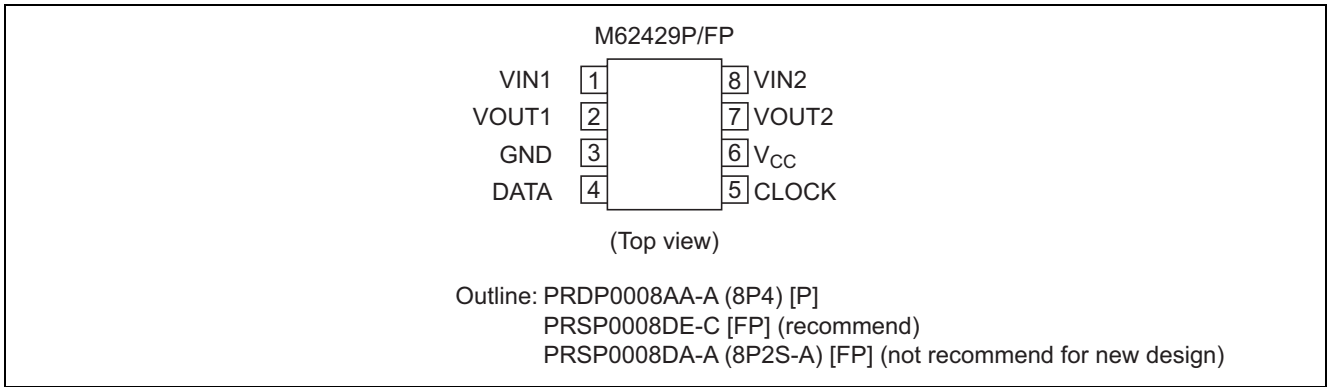 M62429P/FP
VIN1 1 8 VIN2
VOUT1 2 7 VOUT2
GND 3 6 VCC
DATA 4 5 CLOCK
(Top view)
Outline: PRDP0008AA-A (8P4) [P]
PRSP0008DE-C [FP] (recommend)
PRSP0008DA-A (8P2S-A) [FP] (not recommend for new design)